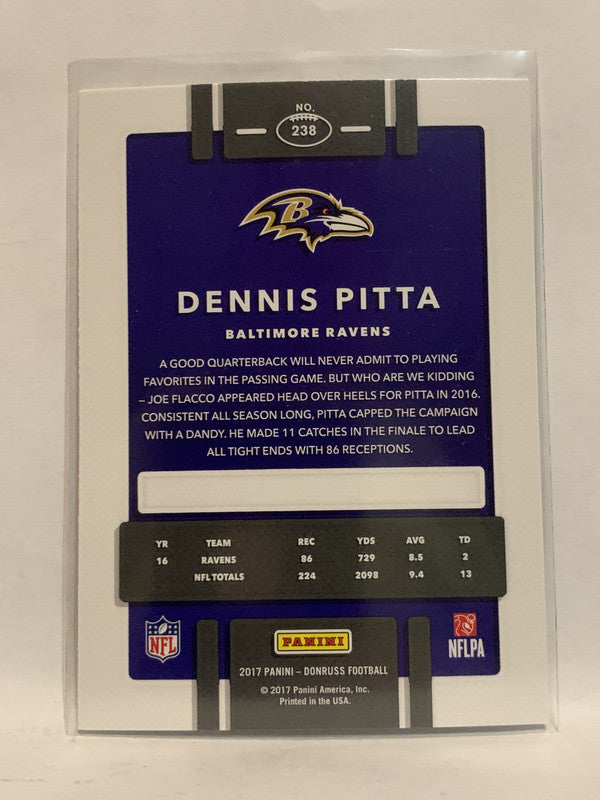 NO.
238
B
DENNIS PITTA
BALTIMORE RAVENS
A GOOD QUARTERBACK WILL NEVER ADMIT TO PLAYING
FAVORITES IN THE PASSING GAME. BUT WHO ARE WE KIDDING
– JOE FLACCO APPEARED HEAD OVER HEELS FOR PITTA IN 2016.
CONSISTENT ALL SEASON LONG, PITTA CAPPED THE CAMPAIGN
WITH A DANDY. HE MADE 11 CATCHES IN THE FINALE TO LEAD
ALL TIGHT ENDS WITH 86 RECEPTIONS.
YR TEAM REC YDS AVG TD
16 RAVENS 86 729 8.5 2
NFL TOTALS 224 2098 9.4 13
NFL PANINI NFLPA
2017 PANINI – DONRUSS FOOTBALL
© 2017 Panini America, Inc.
Printed in the USA.